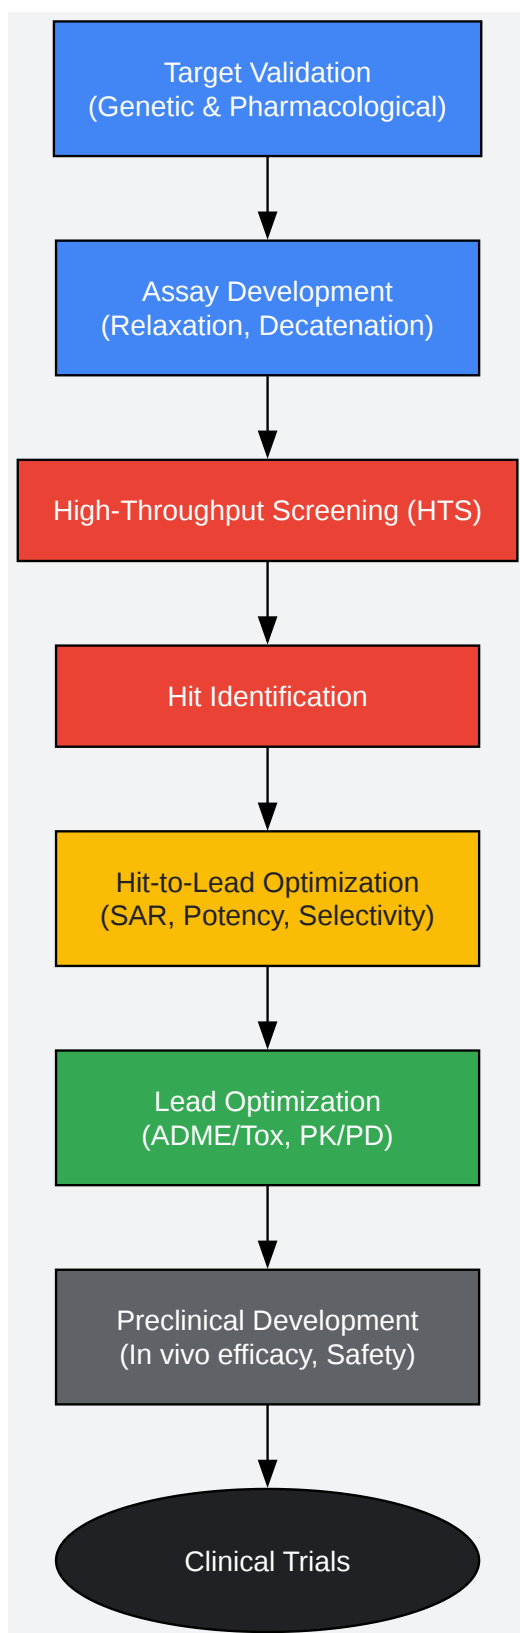 Target Validation
(Genetic & Pharmacological)
Assay Development
(Relaxation, Decatenation)
High-Throughput Screening (HTS)
Hit Identification
Hit-to-Lead Optimization
(SAR, Potency, Selectivity)
Lead Optimization
(ADME/Tox, PK/PD)
Preclinical Development
(In vivo efficacy, Safety)
Clinical Trials